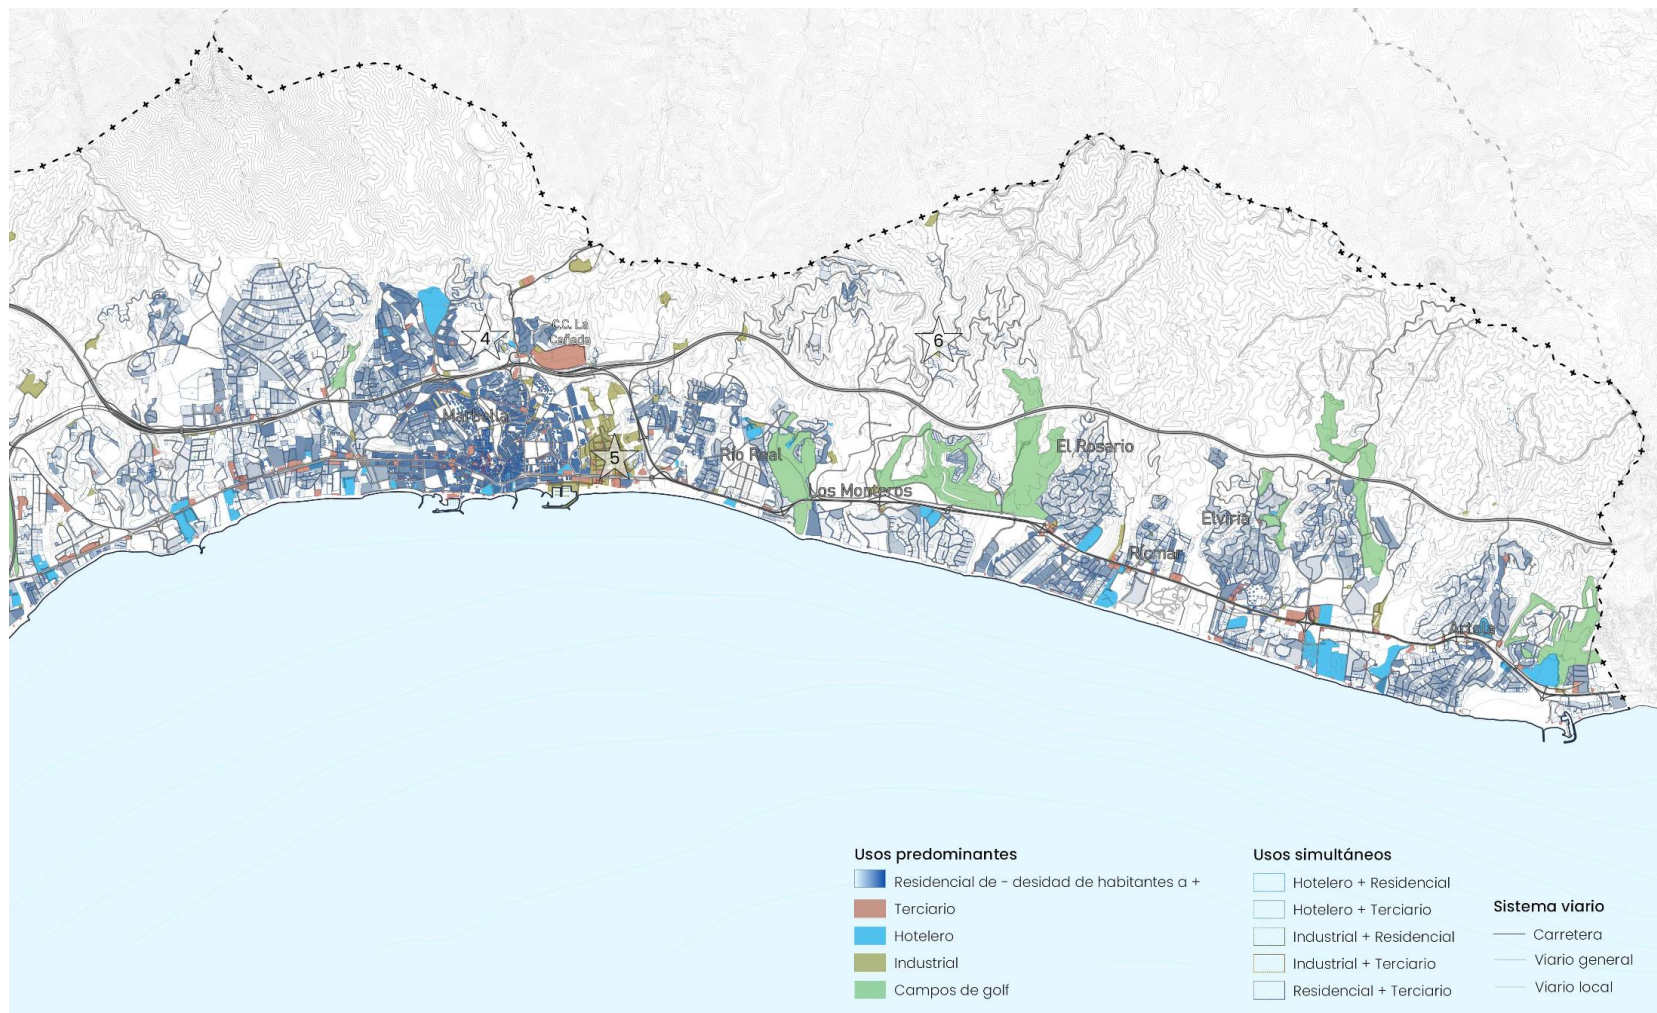 4
C.C. La
Cañada
6
Marbella
5
Río Real
El Rosario
Los Monteros
Elviria
Ricmar
Artola
Usos predominantes
Residencial de - desidad de habitantes a +
Terciario
Hotelero
Industrial
Campos de golf
Usos simultáneos
Hotelero + Residencial
Hotelero + Terciario
Industrial + Residencial
Industrial + Terciario
Residencial + Terciario
Sistema viario
Carretera
Viario general
Viario local